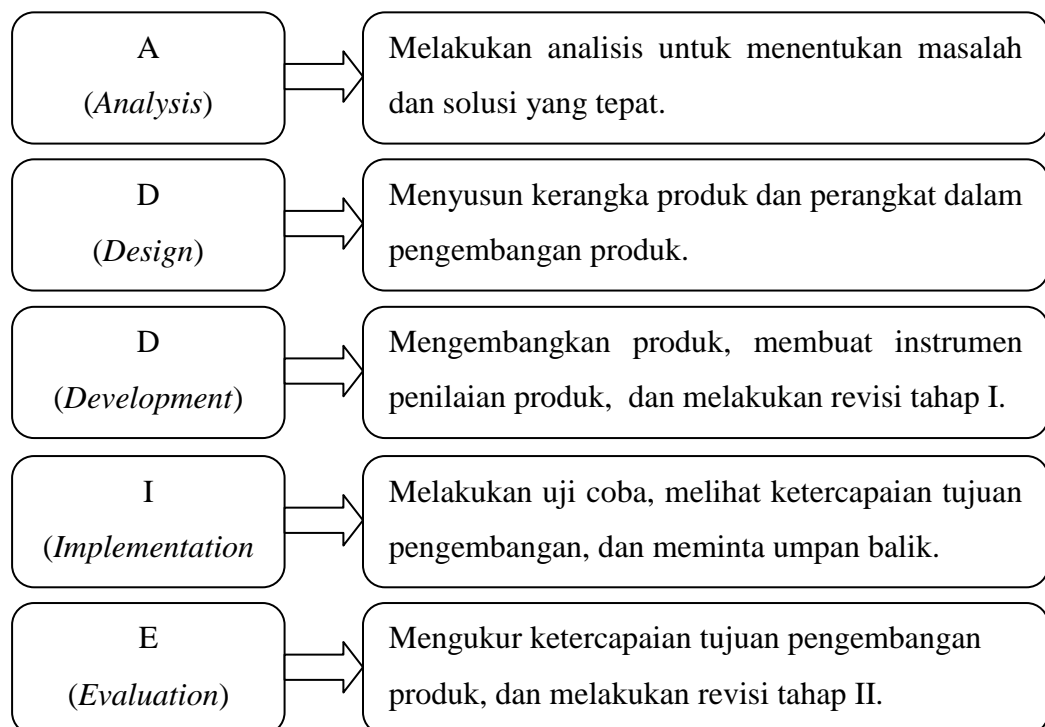 A
(Analysis)
Melakukan analisis untuk menentukan masalah
dan solusi yang tepat.
D
(Design)
Menyusun kerangka produk dan perangkat dalam
pengembangan produk.
D
(Development)
Mengembangkan produk, membuat instrumen
penilaian produk, dan melakukan revisi tahap I.
I
(Implementation
Melakukan uji coba, melihat ketercapaian tujuan
pengembangan, dan meminta umpan balik.
E
(Evaluation)
Mengukur ketercapaian tujuan pengembangan
produk, dan melakukan revisi tahap II.